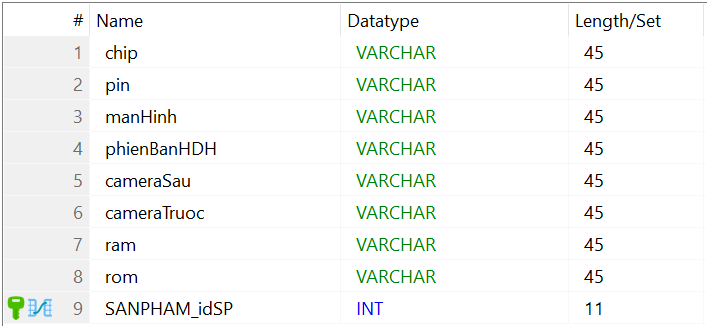 # Name Datatype Length/Set
1 chip VARCHAR 45
2 pin VARCHAR 45
3 manHinh VARCHAR 45
4 phienBanHDH VARCHAR 45
5 cameraSau VARCHAR 45
6 cameraTruoc VARCHAR 45
7 ram VARCHAR 45
8 rom VARCHAR 45
9 SANPHAM_idSP INT 11